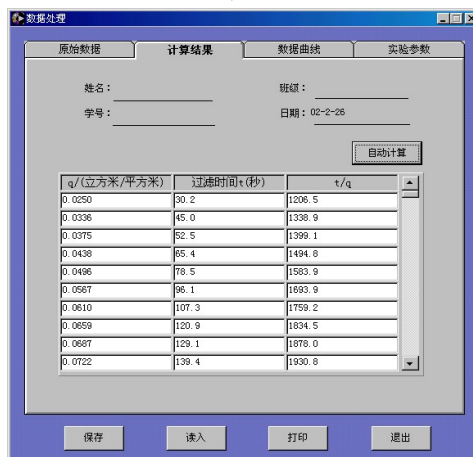 数据处理
原始数据 计算结果 数据曲线 实验参数
姓名： 班级：
学号： 日期：02-2-26
自动计算
q/(立方米/平方米) 过滤时间t(秒) t/q
0.0250 30.2 1206.5
0.0336 45.0 1338.9
0.0375 52.5 1399.1
0.0438 65.4 1494.8
0.0496 78.5 1583.9
0.0567 96.1 1693.9
0.0610 107.3 1759.2
0.0659 120.9 1834.5
0.0687 129.1 1878.0
0.0722 139.4 1930.8
保存 读入 打印 退出